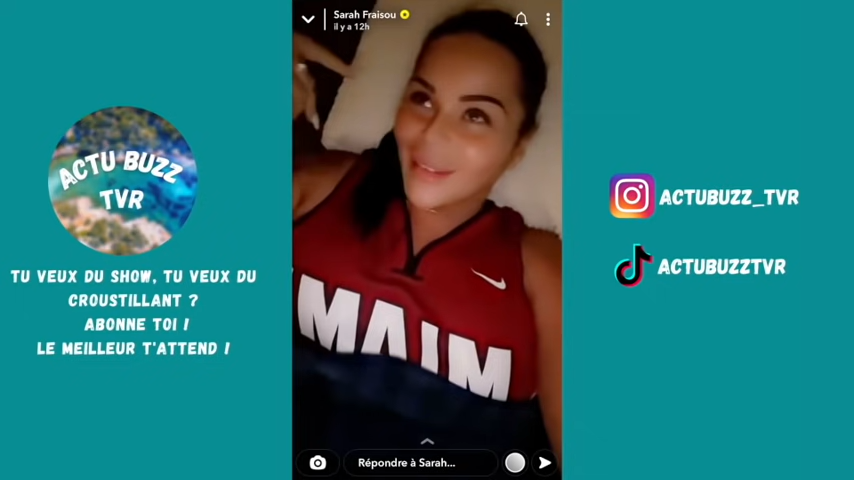 ACTU BUZZ
TVR
TU VEUX DU SHOW, TU VEUX DU
CROUSTILLANT ?
ABONNE TOI !
LE MEILLEUR T'ATTEND !
Sarah Fraisou
il y a 12h
MAIM
Répondre à Sarah...
ACTUBUZZ_TVR
ACTUBUZZTVR